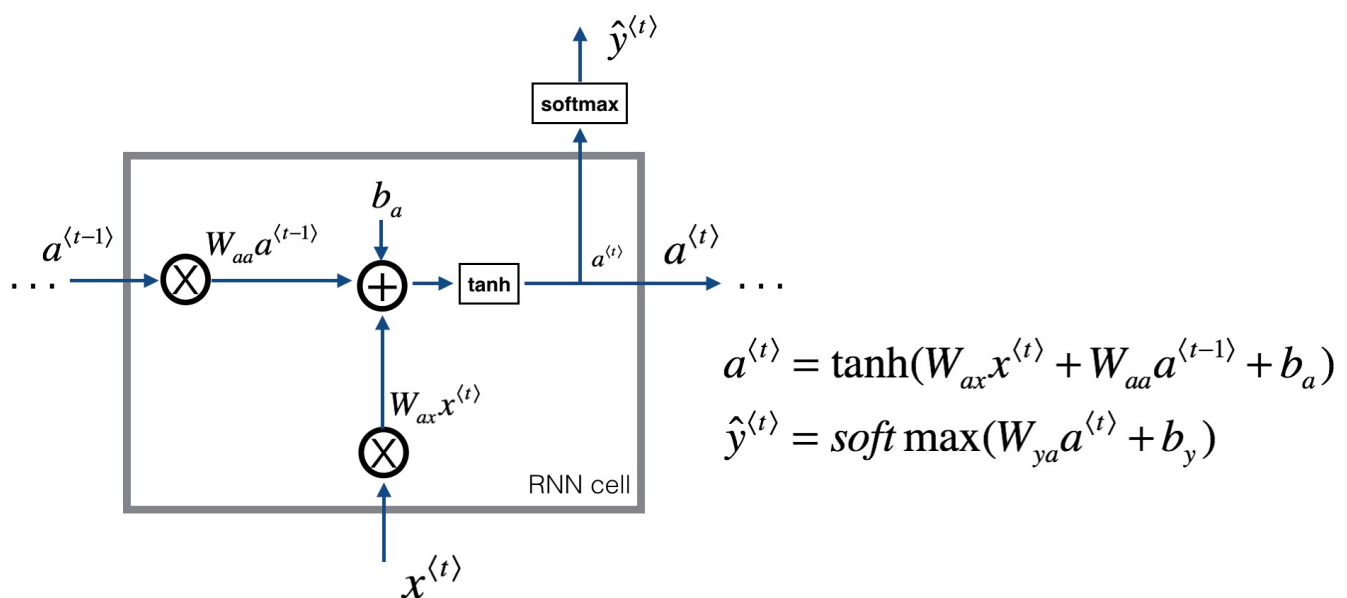 ŷ⟨t⟩
softmax
b_a
a⟨t−1⟩
W_aa a⟨t−1⟩
a⟨t⟩
a⟨t⟩
. . .
+
tanh
. . .
a⟨t⟩ = tanh(W_ax x⟨t⟩ + W_aa a⟨t−1⟩ + b_a)
W_ax x⟨t⟩
ŷ⟨t⟩ = soft max(W_ya a⟨t⟩ + b_y)
RNN cell
x⟨t⟩